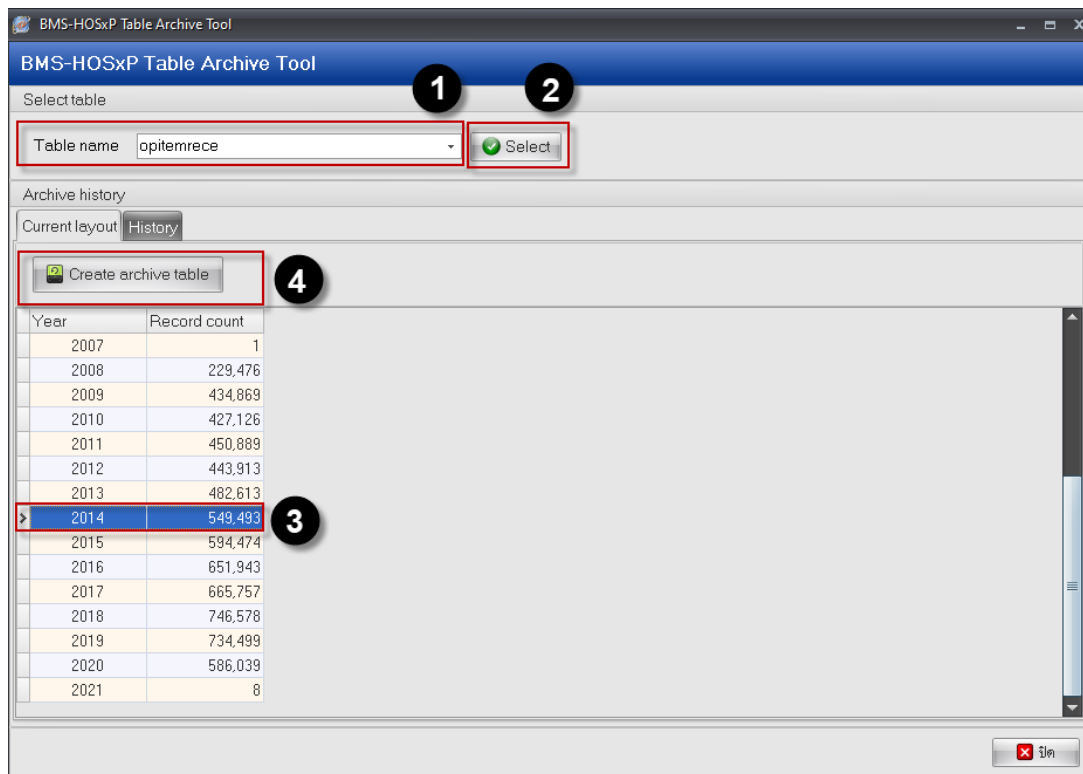 BMS-HOSxP Table Archive Tool
BMS-HOSxP Table Archive Tool
1
2
Select table
Table name opitemrece Select
Archive history
Current layout History
Create archive table
4
Year Record count
2007 1
2008 229,476
2009 434,869
2010 427,126
2011 450,889
2012 443,913
2013 482,613
2014 549,493
3
2015 594,474
2016 651,943
2017 665,757
2018 746,578
2019 734,499
2020 586,039
2021 8
ปิด